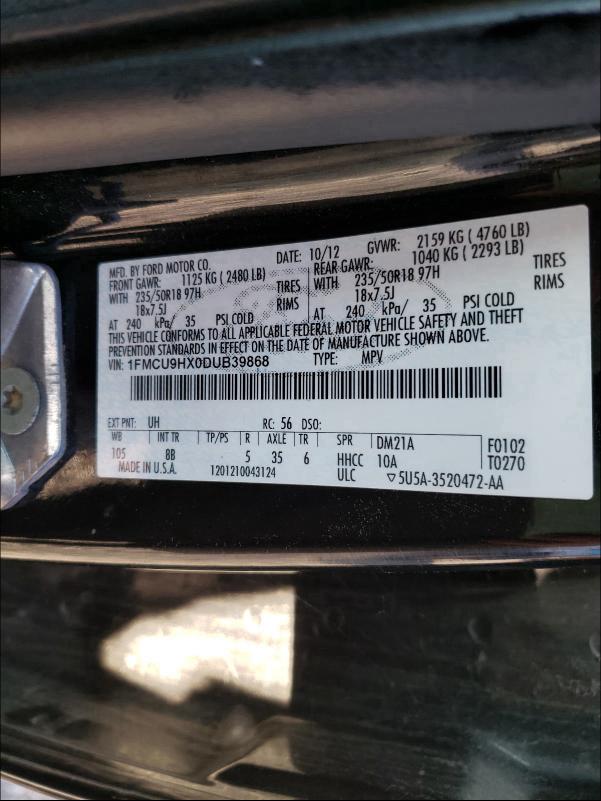 MFD. BY FORD MOTOR CO. DATE: 10/12 GVWR: 2159 KG ( 4760 LB)
FRONT GAWR: 1125 KG ( 2480 LB) REAR GAWR: 1040 KG ( 2293 LB)
WITH 235/50R18 97H TIRES WITH 235/50R18 97H TIRES
18x7.5J RIMS 18x7.5J RIMS
AT 240 kPa/ 35 PSI COLD AT 240 kPa/ 35 PSI COLD
THIS VEHICLE CONFORMS TO ALL APPLICABLE FEDERAL MOTOR VEHICLE SAFETY AND THEFT
PREVENTION STANDARDS IN EFFECT ON THE DATE OF MANUFACTURE SHOWN ABOVE.
VIN: 1FMCU9HX0DUB39868 TYPE: MPV
EXT PNT: UH RC: 56 DSO:
WB INT TR TP/PS R AXLE TR SPR DM21A F0102
105 8B 5 35 6 HHCC 10A T0270
MADE IN U.S.A. 1201210043124 ULC ▽5U5A-3520472-AA